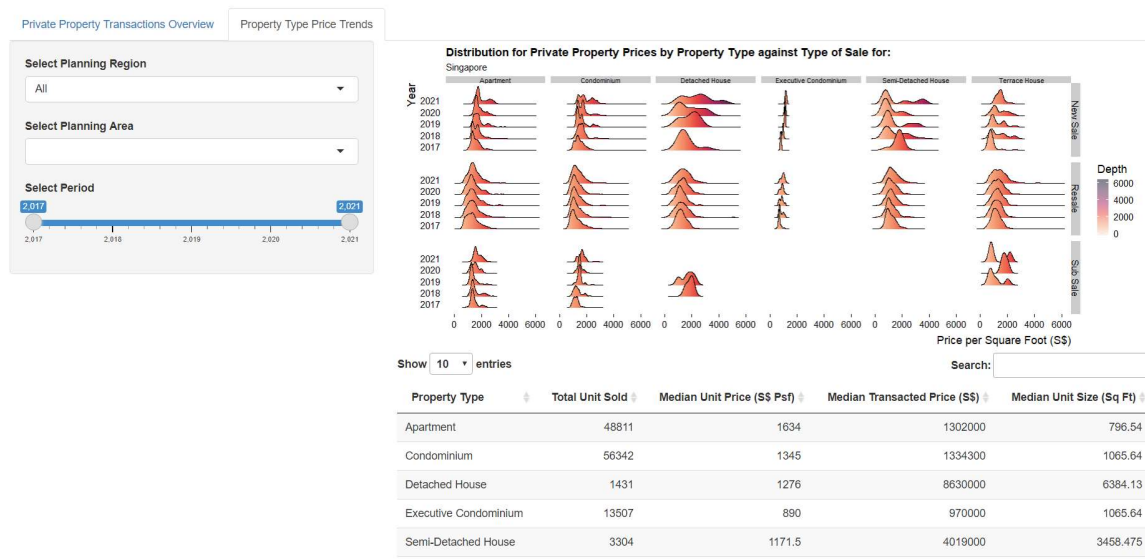 Private Property Transactions Overview
Property Type Price Trends
Select Planning Region
All
Select Planning Area
Select Period
2,017 2,021
2,017 2,018 2,019 2,020 2,021
Distribution for Private Property Prices by Property Type against Type of Sale for:
Singapore
Apartment Condominium Detached House Executive Condominium Semi-Detached House Terrace House
Year
2021
2020
2019
2018
2017
New Sale
2021
2020
2019
2018
2017
Resale
2021
2020
2019
2018
2017
Sub Sale
0 2000 4000 6000 0 2000 4000 6000 0 2000 4000 6000 0 2000 4000 6000 0 2000 4000 6000 0 2000 4000 6000
Price per Square Foot (S$)
Depth
6000
4000
2000
0
Show 10 entries
Search:
Property Type Total Unit Sold Median Unit Price (S$ Psf) Median Transacted Price (S$) Median Unit Size (Sq Ft)
Apartment 48811 1634 1302000 796.54
Condominium 56342 1345 1334300 1065.64
Detached House 1431 1276 8630000 6384.13
Executive Condominium 13507 890 970000 1065.64
Semi-Detached House 3304 1171.5 4019000 3458.475